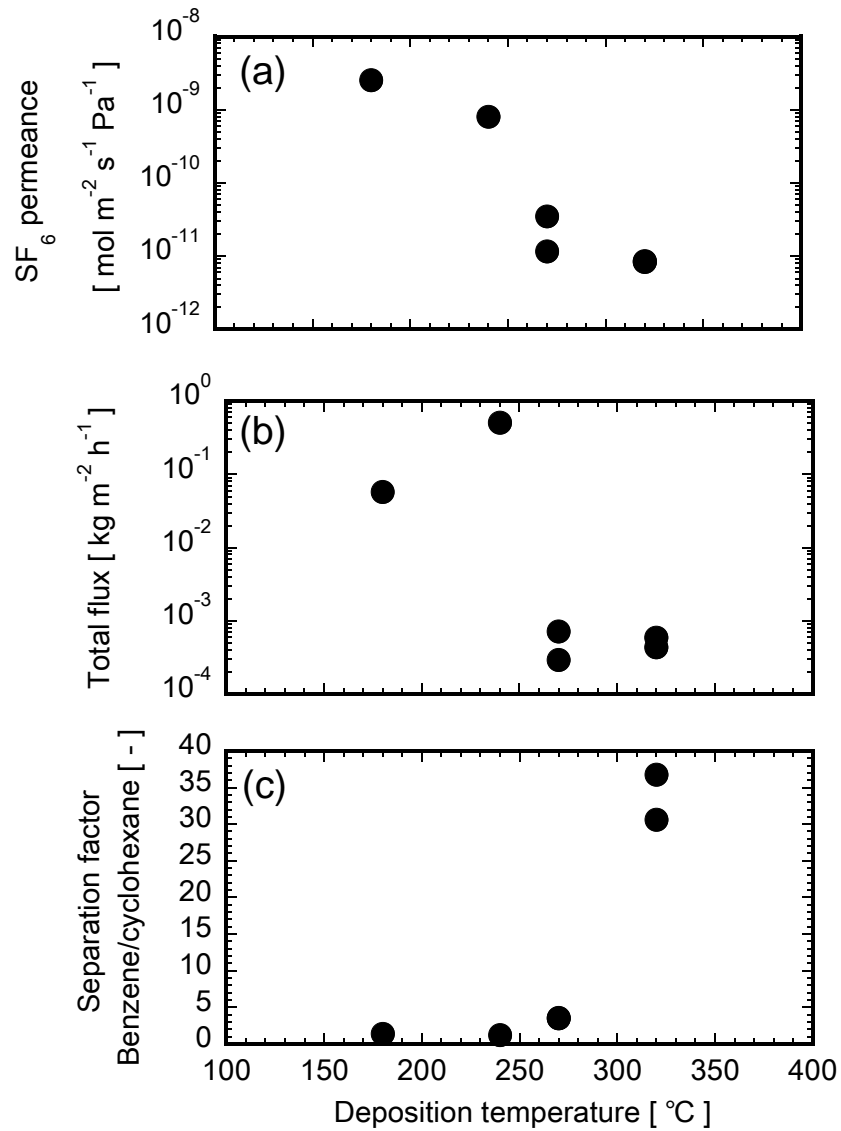 (a)
SF6 permeance
[ mol m-2 s-1 Pa-1 ]
10-8
10-9
10-10
10-11
10-12
(b)
Total flux [ kg m-2 h-1 ]
100
10-1
10-2
10-3
10-4
(c)
Separation factor
Benzene/cyclohexane [ - ]
40
35
30
25
20
15
10
5
0
100 150 200 250 300 350 400
Deposition temperature [ °C ]